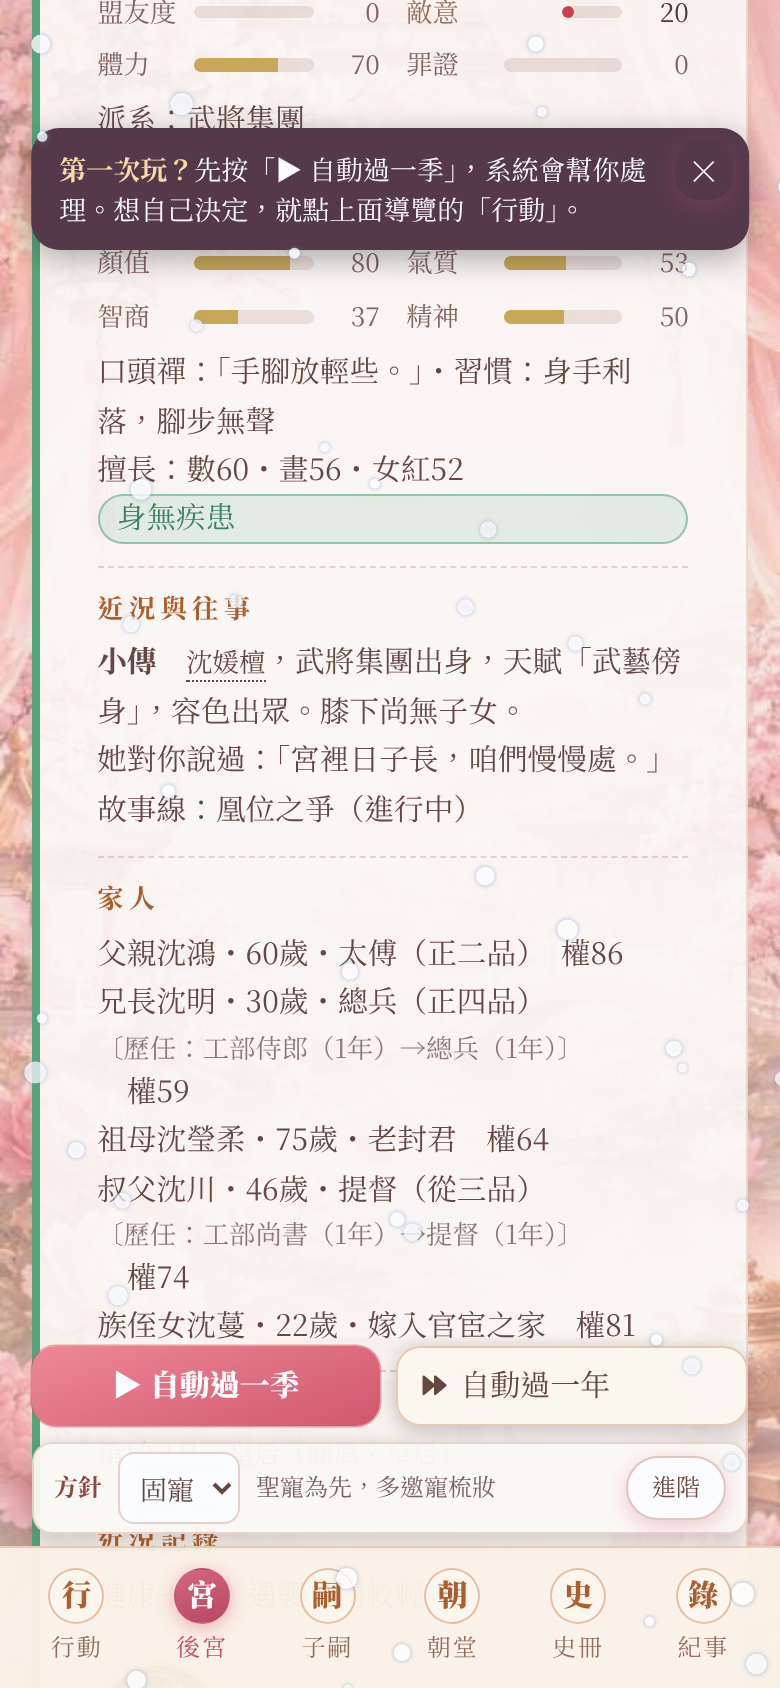 盟友度 0 敵意 20
體力 70 罪證 0
派系：武將集團
第一次玩？先按「▶ 自動過一季」，系統會幫你處
理。想自己決定，就點上面導覽的「行動」。
顏值 80 氣質 53
智商 37 精神 50
口頭禪：「手腳放輕些。」・習慣：身手利
落，腳步無聲
擅長：數60・畫56・女紅52
身無疾患
近況與往事
小傳　沈媛檀，武將集團出身，天賦「武藝傍
身」，容色出眾。膝下尚無子女。
她對你說過：「宮裡日子長，咱們慢慢處。」
故事線：凰位之爭（進行中）
家人
父親沈鴻・60歲・太傅（正二品）　權86
兄長沈明・30歲・總兵（正四品）
〔歷任：工部侍郎（1年）→總兵（1年）〕
權59
祖母沈瑩柔・75歲・老封君　權64
叔父沈川・46歲・提督（從三品）
〔歷任：工部尚書（1年）→提督（1年）〕
權74
族侄女沈蔓・22歲・嫁入官宦之家　權81
▶ 自動過一季
自動過一年
方針 固寵 聖寵為先，多邀寵梳妝 進階
近況記錄
行 宮 嗣 朝 史 錄
行動 後宮 子嗣 朝堂 史冊 紀事